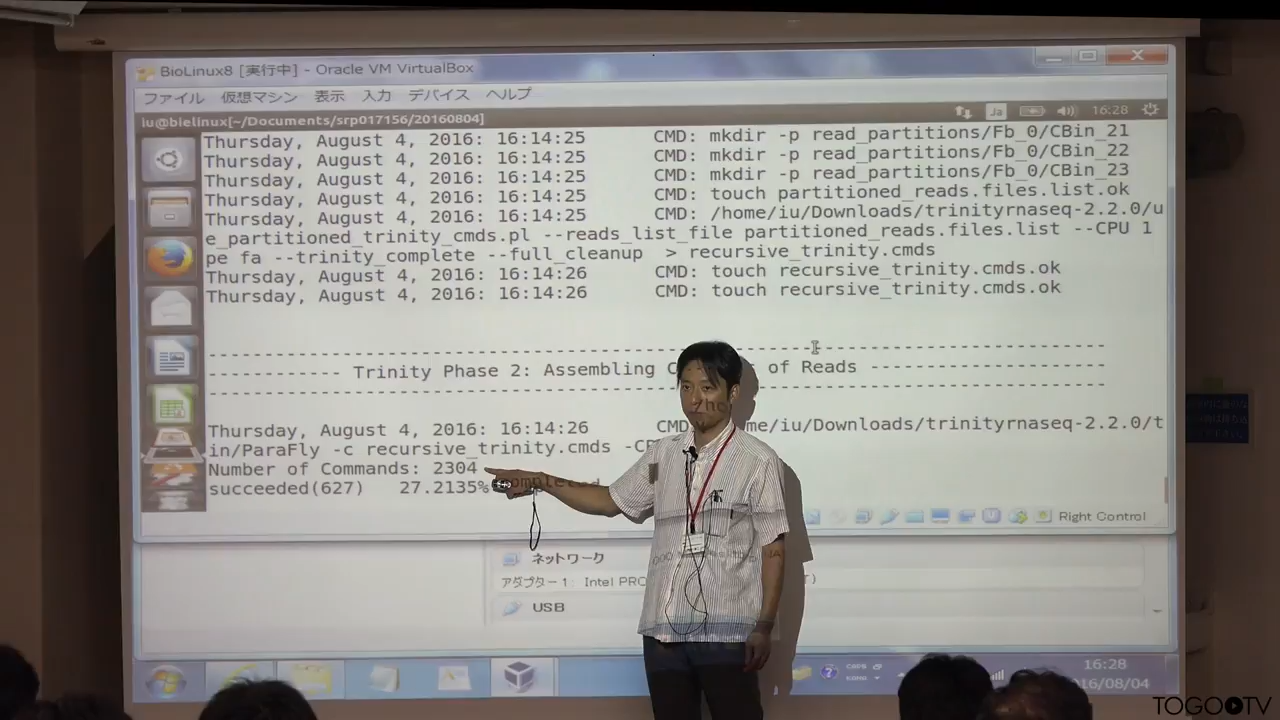 BioLinux8 [実行中] - Oracle VM VirtualBox
ファイル 仮想マシン 表示 入力 デバイス ヘルプ
iu@bielinux[~/Documents/srp017156/20160804]
Ja 16:28
Thursday, August 4, 2016: 16:14:25 CMD: mkdir -p read_partitions/Fb_0/CBin_21
Thursday, August 4, 2016: 16:14:25 CMD: mkdir -p read_partitions/Fb_0/CBin_22
Thursday, August 4, 2016: 16:14:25 CMD: mkdir -p read_partitions/Fb_0/CBin_23
Thursday, August 4, 2016: 16:14:25 CMD: touch partitioned_reads.files.list.ok
Thursday, August 4, 2016: 16:14:25 CMD: /home/iu/Downloads/trinityrnaseq-2.2.0/u
e_partitioned_trinity_cmds.pl --reads_list_file partitioned_reads.files.list --CPU 1
pe fa --trinity_complete --full_cleanup > recursive_trinity.cmds
Thursday, August 4, 2016: 16:14:26 CMD: touch recursive_trinity.cmds.ok
Thursday, August 4, 2016: 16:14:26 CMD: touch recursive_trinity.cmds.ok
------------ Trinity Phase 2: Assembling C of Reads ---------------------
Thursday, August 4, 2016: 16:14:26 CMD me/iu/Downloads/trinityrnaseq-2.2.0/t
in/ParaFly -c recursive_trinity.cmds -CP
Number of Commands: 2304
succeeded(627) 27.2135% completed
Right Control
ネットワーク
アダプター 1: Intel PRO
USB
CAPS
KANA
16:28
2016/08/04
TOGOTV